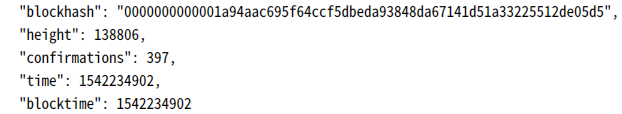 "blockhash": "0000000000001a94aac695f64ccf5dbeda93848da67141d51a33225512de05d5",
"height": 138806,
"confirmations": 397,
"time": 1542234902,
"blocktime": 1542234902